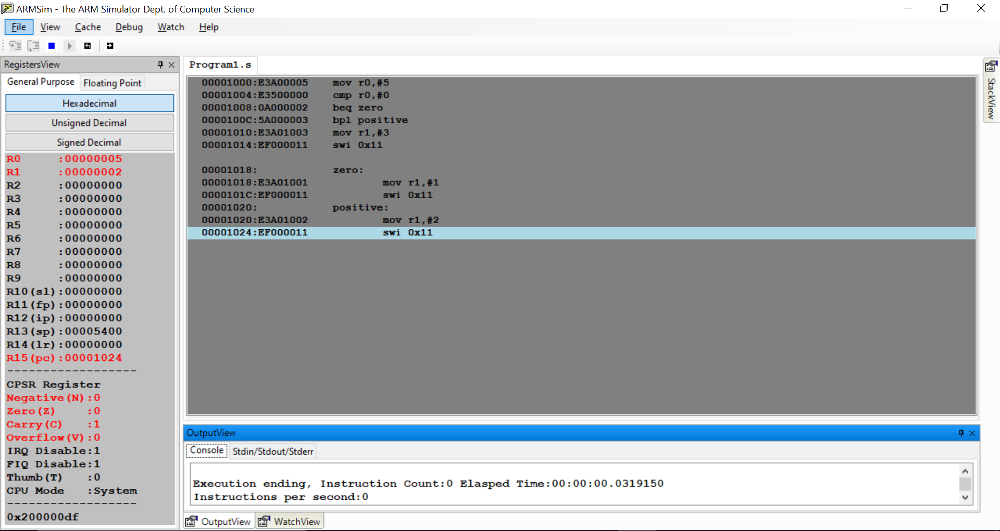 ARMSim - The ARM Simulator Dept. of Computer Science
File View Cache Debug Watch Help
RegistersView
General Purpose Floating Point
Hexadecimal
Unsigned Decimal
Signed Decimal
R0 :00000005
R1 :00000002
R2 :00000000
R3 :00000000
R4 :00000000
R5 :00000000
R6 :00000000
R7 :00000000
R8 :00000000
R9 :00000000
R10(sl):00000000
R11(fp):00000000
R12(ip):00000000
R13(sp):00005400
R14(lr):00000000
R15(pc):00001024
-------------------
CPSR Register
Negative(N):0
Zero(Z) :0
Carry(C) :1
Overflow(V):0
IRQ Disable:1
FIQ Disable:1
Thumb(T) :0
CPU Mode :System
-------------------
0x200000df
Program1.s
00001000:E3A00005 mov r0,#5
00001004:E3500000 cmp r0,#0
00001008:0A000002 beq zero
0000100C:5A000003 bpl positive
00001010:E3A01003 mov r1,#3
00001014:EF000011 swi 0x11
00001018: zero:
00001018:E3A01001 mov r1,#1
0000101C:EF000011 swi 0x11
00001020: positive:
00001020:E3A01002 mov r1,#2
00001024:EF000011 swi 0x11
StackView
OutputView
Console Stdin/Stdout/Stderr
Execution ending, Instruction Count:0 Elasped Time:00:00:00.0319150
Instructions per second:0
OutputView WatchView